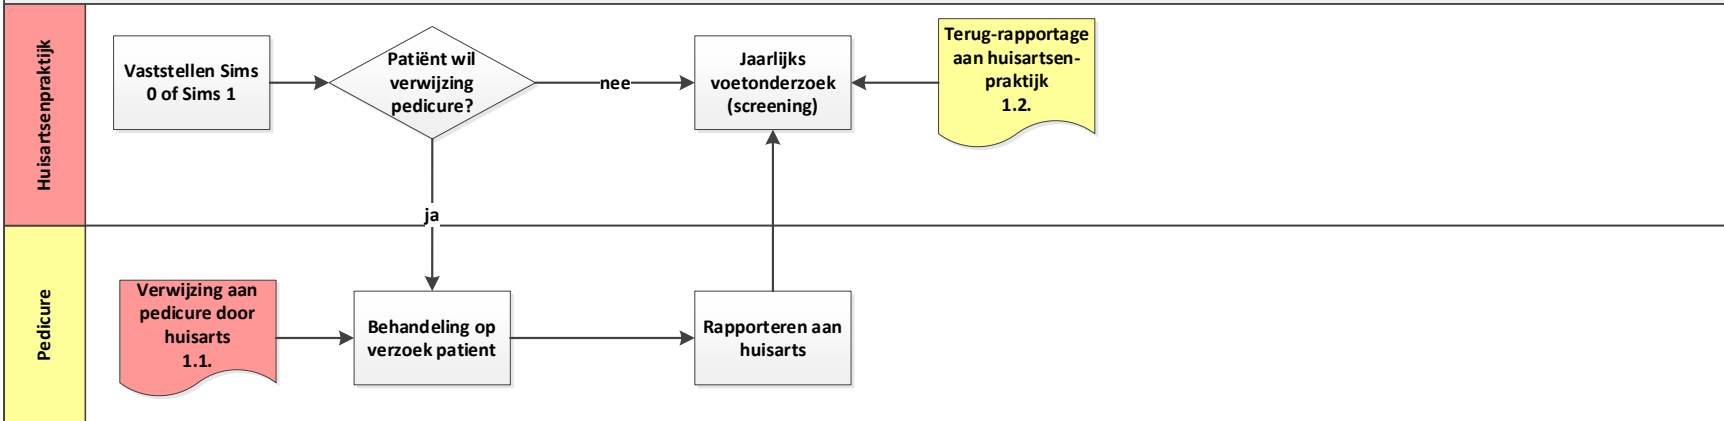 Huisartsenpraktijk
Vaststellen Sims
0 of Sims 1
Patiënt wil
verwijzing
pedicure?
nee
Jaarlijks
voetonderzoek
(screening)
Terug-rapportage
aan huisartsen-
praktijk
1.2.
ja
Pedicure
Verwijzing aan
pedicure door
huisarts
1.1.
Behandeling op
verzoek patient
Rapporteren aan
huisarts